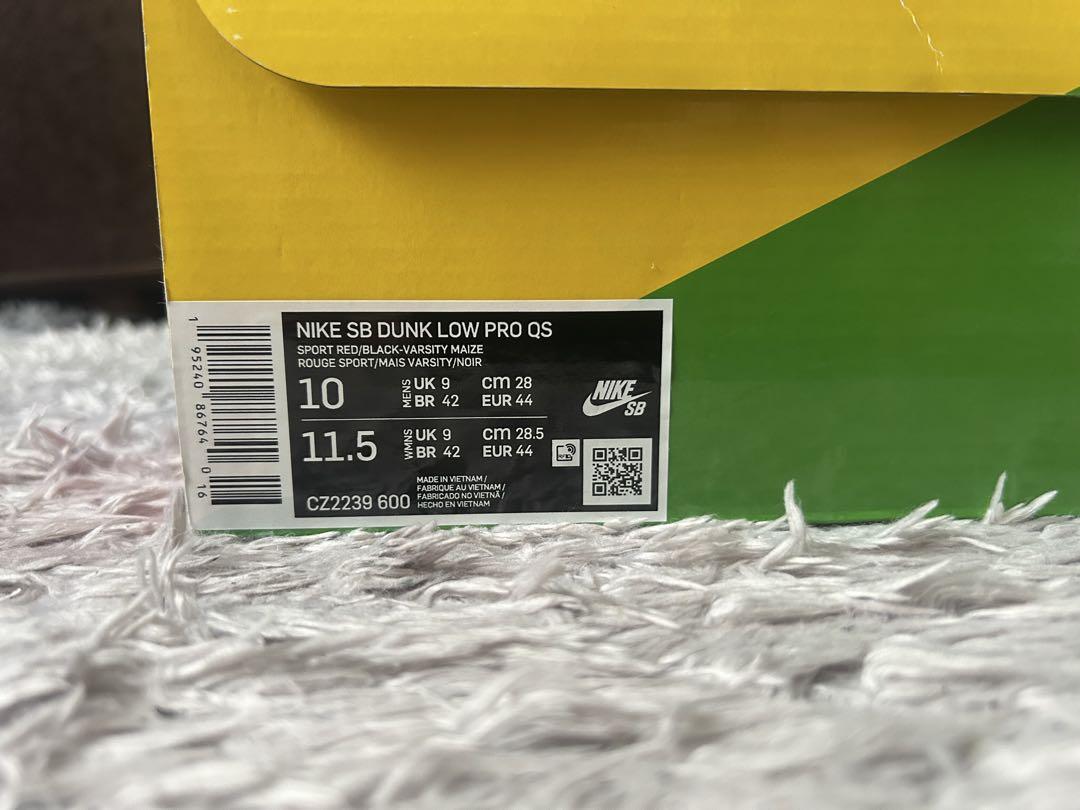 1 95240 86764 0 16
NIKE SB DUNK LOW PRO QS
SPORT RED/BLACK-VARSITY MAIZE
ROUGE SPORT/MAIS VARSITY/NOIR
10 MENS UK 9 CM 28
BR 42 EUR 44
11.5 WMNS UK 9 CM 28.5
BR 42 EUR 44
CZ2239 600
MADE IN VIETNAM /
FABRIQUE AU VIETNAM /
FABRICADO NO VIETNÃ /
HECHO EN VIETNAM
NIKE
SB